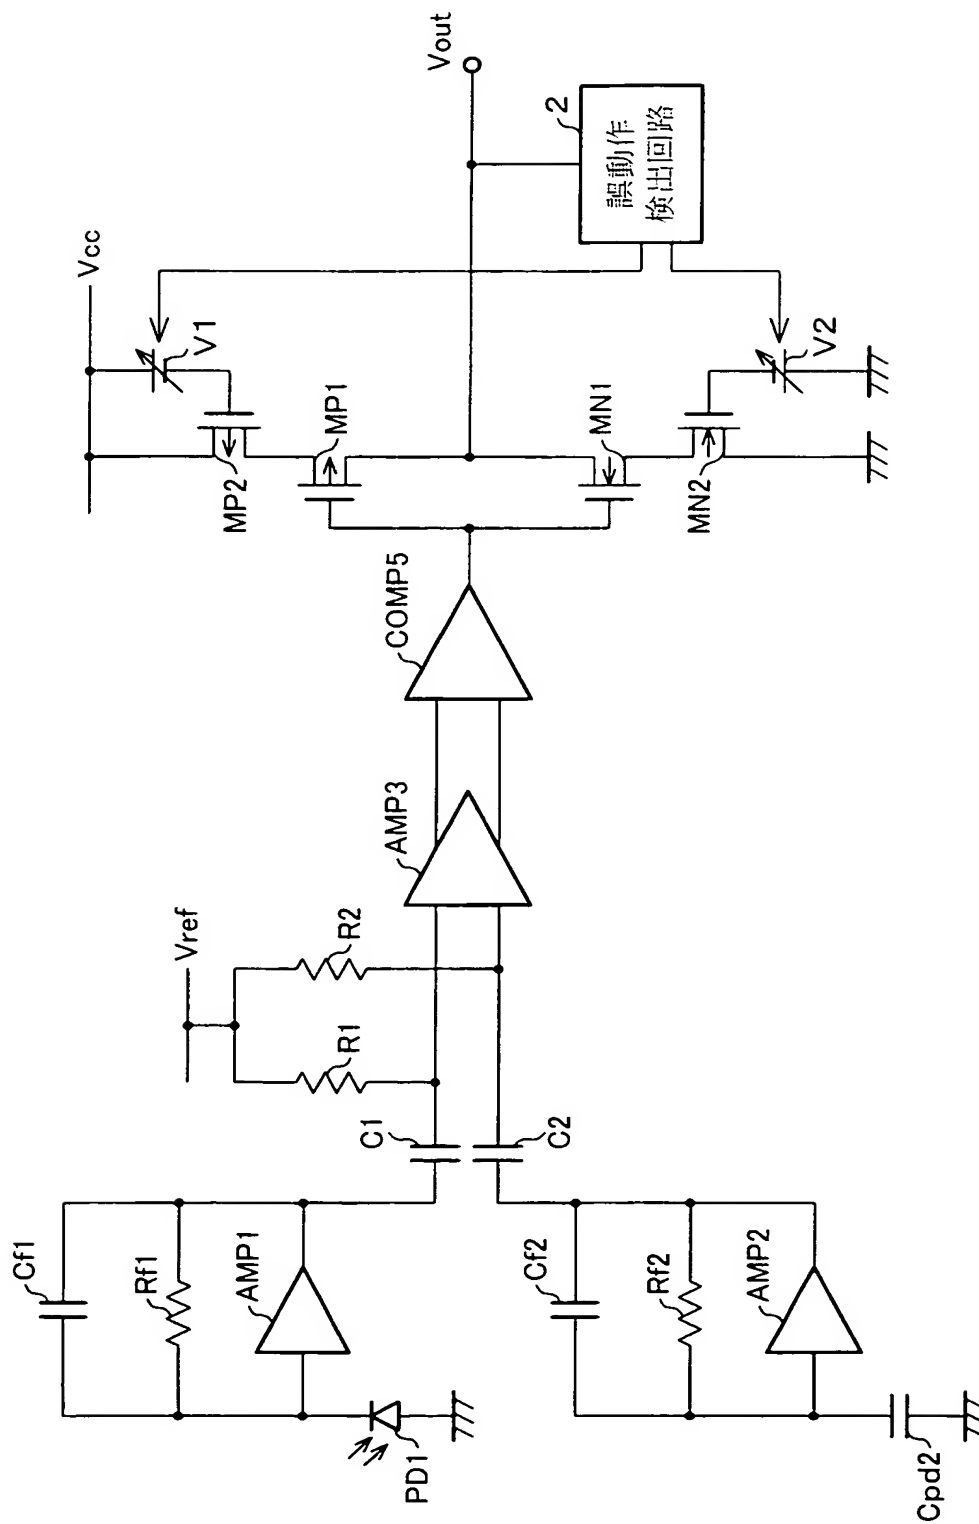 Cf1
Rf1
AMP1
PD1
Cf2
Rf2
AMP2
Cpd2
C1
C2
Vref
R1
R2
AMP3
COMP5
Vcc
V1
MP2
MP1
MN1
MN2
V2
Vout
2
誤動作
検出回路